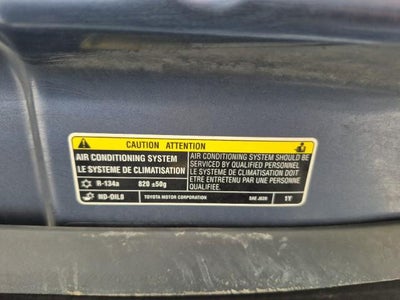 CAUTION ATTENTION
AIR CONDITIONING SYSTEM
LE SYSTEME DE CLIMATISATION
R-134a 820 ±50g
ND-OIL8
TOYOTA MOTOR CORPORATION
AIR CONDITIONING SYSTEM SHOULD BE
SERVICED BY QUALIFIED PERSONNEL
LE SYSTEME DE CLIMATISATION DOIT
ETRE ENTRETENU PAR UNE PERSONNE
QUALIFIEE.
SAE J639 1Y